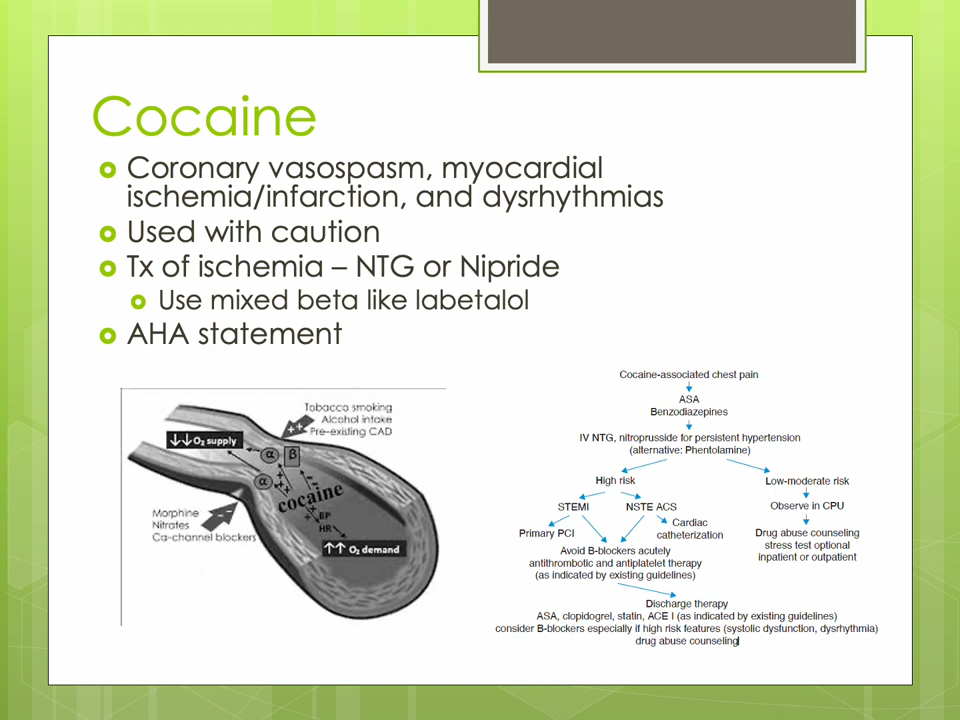 Cocaine
Coronary vasospasm, myocardial
ischemia/infarction, and dysrhythmias
Used with caution
Tx of ischemia – NTG or Nipride
Use mixed beta like labetalol
AHA statement
Tobacco smoking
Alcohol intake
Pre-existing CAD
++
↓↓O₂ supply
α
β
α
cocaine
BP
HR
↑↑ O₂ demand
Morphine
Nitrates
Ca-channel blockers
Cocaine-associated chest pain
ASA
Benzodiazepines
IV NTG, nitroprusside for persistent hypertension
(alternative: Phentolamine)
High risk
Low-moderate risk
STEMI
NSTE ACS
Observe in CPU
Primary PCI
Cardiac
catheterization
Drug abuse counseling
stress test optional
inpatient or outpatient
Avoid B-blockers acutely
antithrombotic and antiplatelet therapy
(as indicated by existing guidelines)
Discharge therapy
ASA, clopidogrel, statin, ACE I (as indicated by existing guidelines)
consider B-blockers especially if high risk features (systolic dysfunction, dysrhythmia)
drug abuse counseling